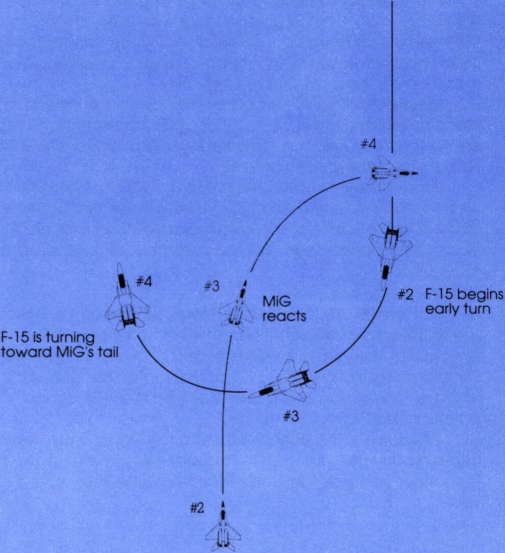 #4
#4
#3
MiG
reacts
#2
F-15 begins
early turn
F-15 is turning
toward MiG's tail
#3
#2